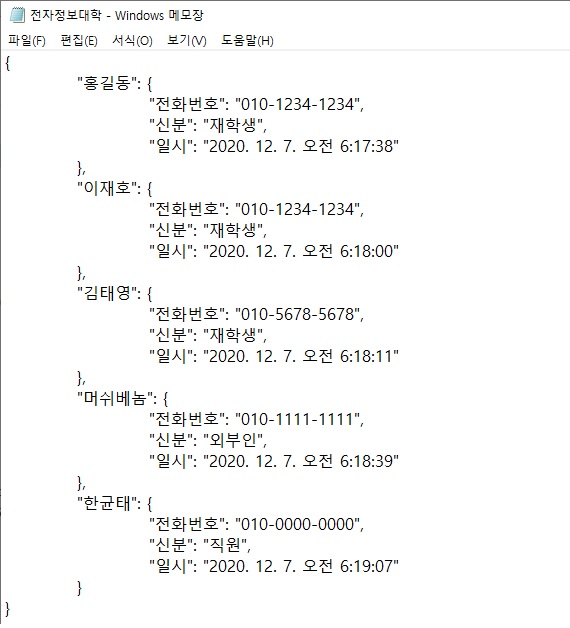 전자정보대학 - Windows 메모장
파일(F) 편집(E) 서식(O) 보기(V) 도움말(H)
{
"홍길동": {
"전화번호": "010-1234-1234",
"신분": "재학생",
"일시": "2020. 12. 7. 오전 6:17:38"
},
"이재호": {
"전화번호": "010-1234-1234",
"신분": "재학생",
"일시": "2020. 12. 7. 오전 6:18:00"
},
"김태영": {
"전화번호": "010-5678-5678",
"신분": "재학생",
"일시": "2020. 12. 7. 오전 6:18:11"
},
"머쉬베놈": {
"전화번호": "010-1111-1111",
"신분": "외부인",
"일시": "2020. 12. 7. 오전 6:18:39"
},
"한균태": {
"전화번호": "010-0000-0000",
"신분": "직원",
"일시": "2020. 12. 7. 오전 6:19:07"
}
}